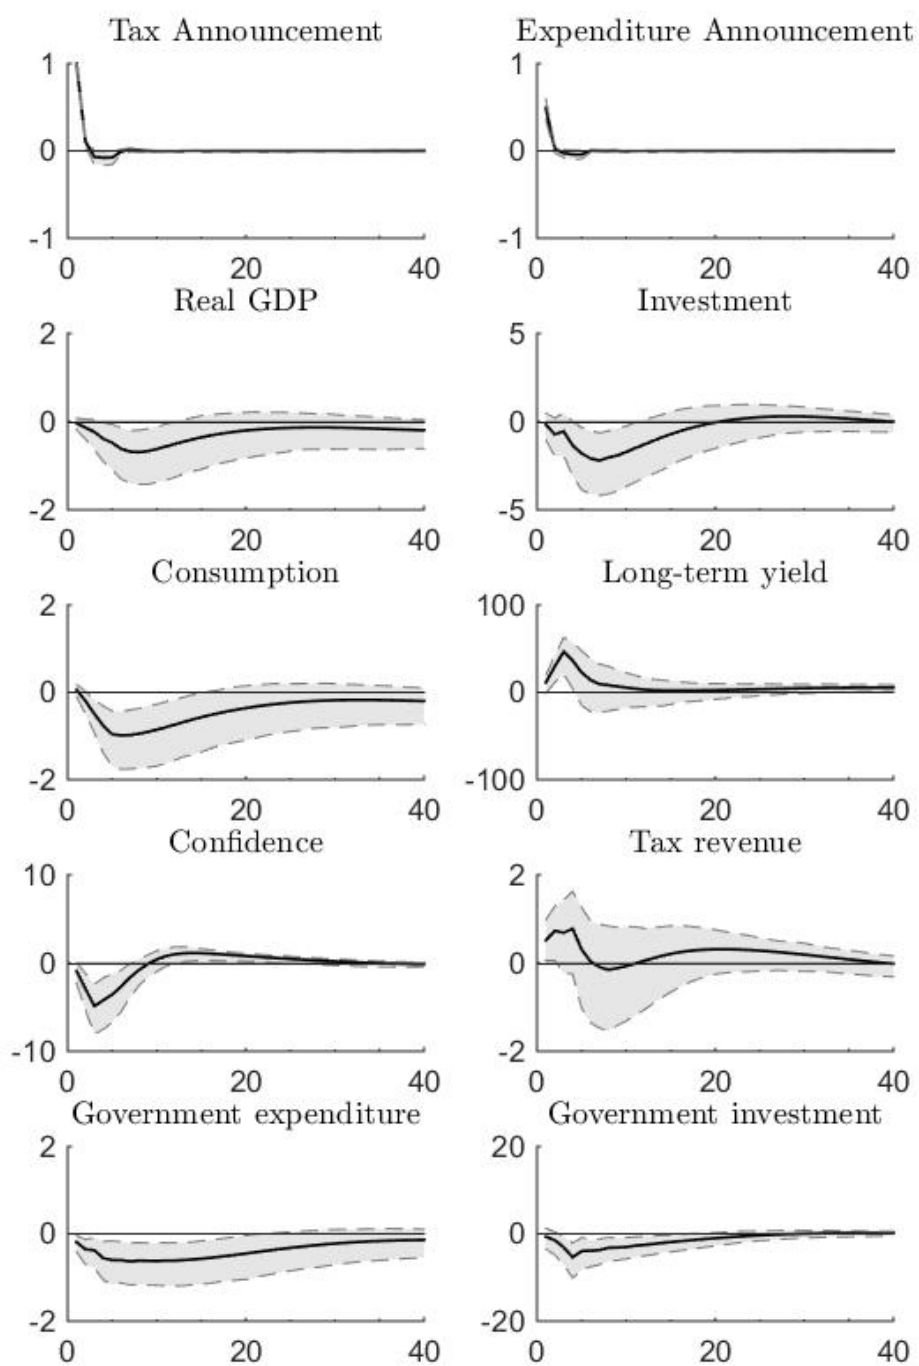 Tax Announcement
1
0
-1
0 20 40
Expenditure Announcement
1
0
-1
0 20 40
Real GDP
2
0
-2
0 20 40
Investment
5
0
-5
0 20 40
Consumption
2
0
-2
0 20 40
Long-term yield
100
0
-100
0 20 40
Confidence
10
0
-10
0 20 40
Tax revenue
2
0
-2
0 20 40
Government expenditure
2
0
-2
0 20 40
Government investment
20
0
-20
0 20 40